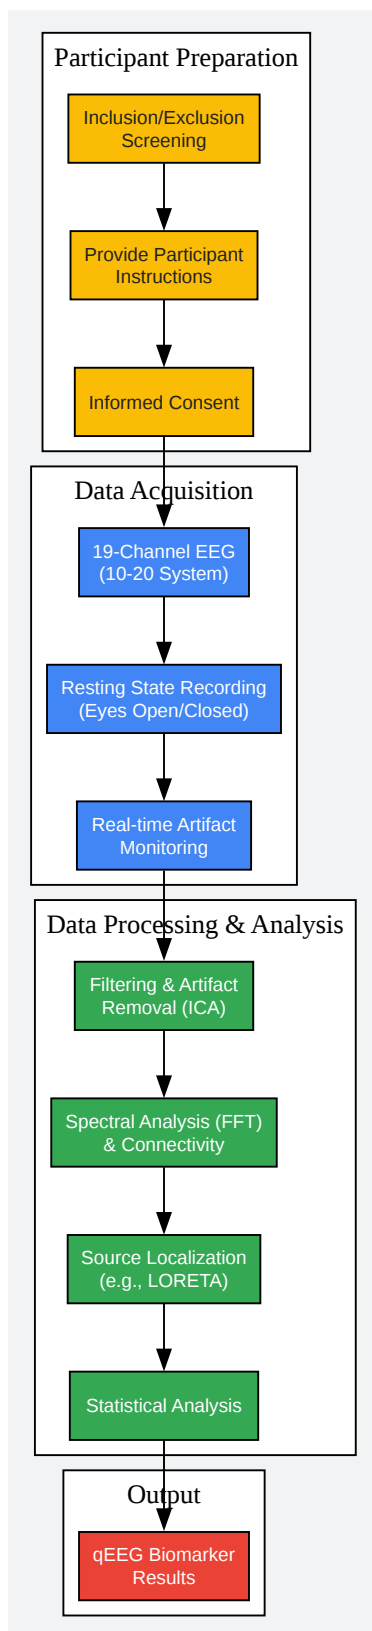 Participant Preparation
Inclusion/Exclusion
Screening
Provide Participant
Instructions
Informed Consent
Data Acquisition
19-Channel EEG
(10-20 System)
Resting State Recording
(Eyes Open/Closed)
Real-time Artifact
Monitoring
Data Processing & Analysis
Filtering & Artifact
Removal (ICA)
Spectral Analysis (FFT)
& Connectivity
Source Localization
(e.g., LORETA)
Statistical Analysis
Output
qEEG Biomarker
Results